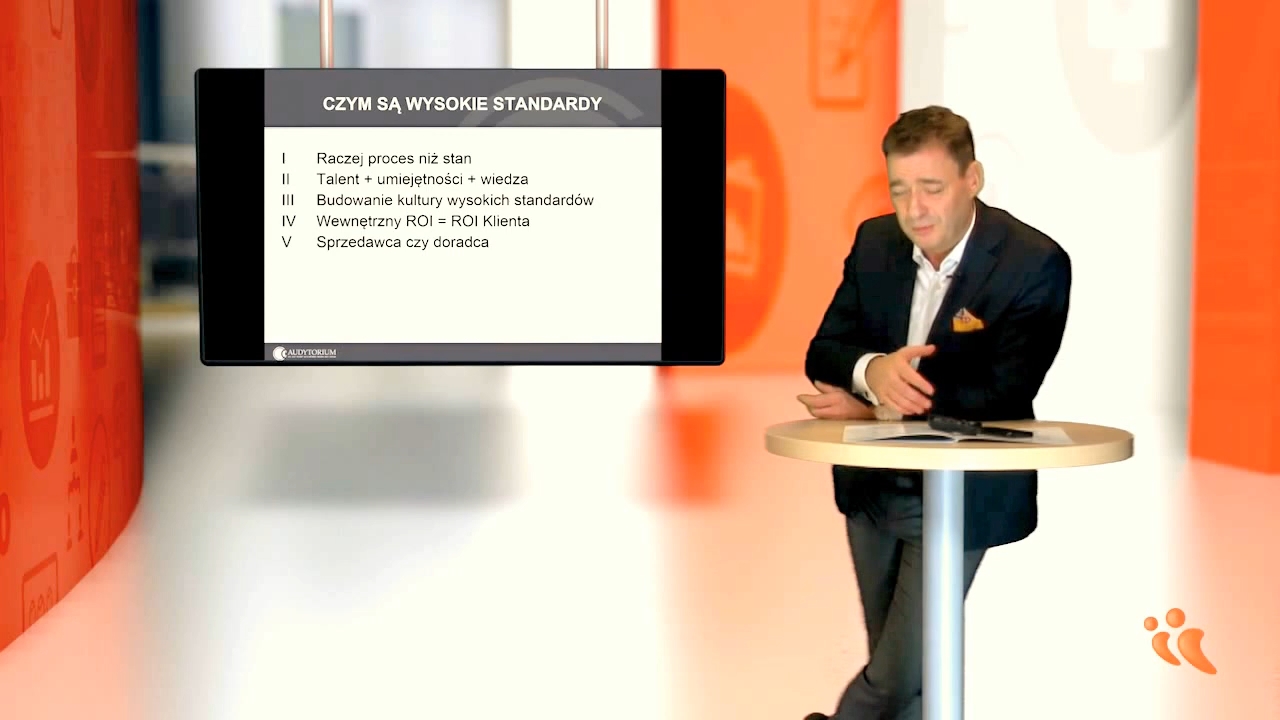 CZYM SĄ WYSOKIE STANDARDY
I Raczej proces niż stan
II Talent + umiejętności + wiedza
III Budowanie kultury wysokich standardów
IV Wewnętrzny ROI = ROI Klienta
V Sprzedawca czy doradca
AUDYTORIUM